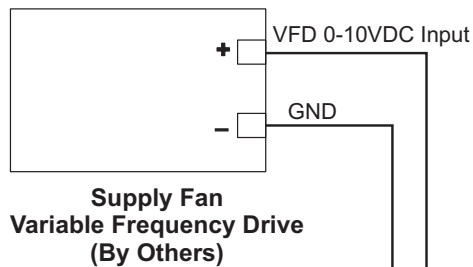 VFD 0-10VDC Input
+
GND
–
Supply Fan
Variable Frequency Drive
(By Others)